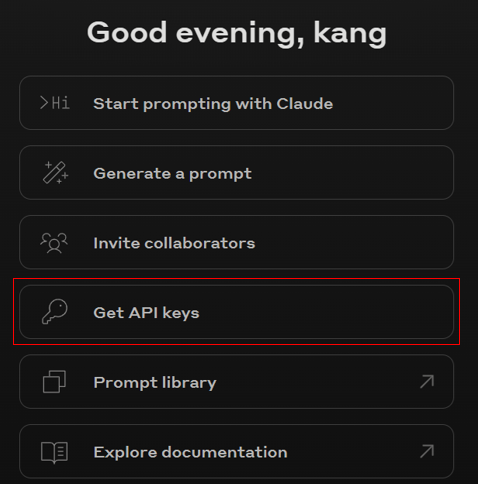 Good evening, kang
>Hi Start prompting with Claude
Generate a prompt
Invite collaborators
Get API keys
Prompt library
Explore documentation